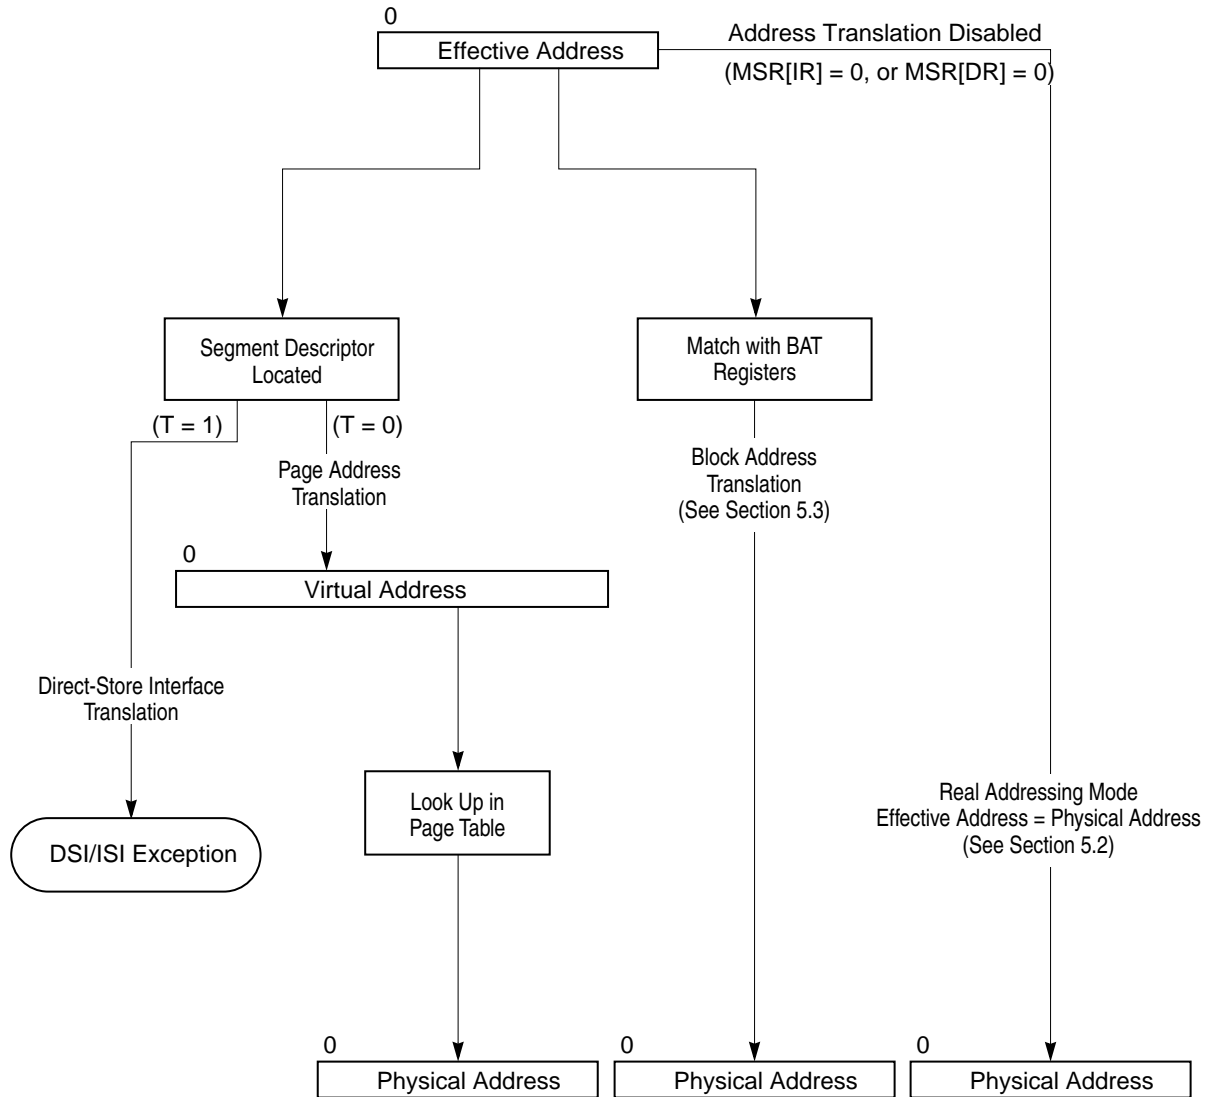 0
Effective Address
Address Translation Disabled
(MSR[IR] = 0, or MSR[DR] = 0)
Segment Descriptor
Located
Match with BAT
Registers
(T = 1)
(T = 0)
Page Address
Translation
Block Address
Translation
(See Section 5.3)
0
Virtual Address
Direct-Store Interface
Translation
Look Up in
Page Table
Real Addressing Mode
Effective Address = Physical Address
(See Section 5.2)
DSI/ISI Exception
0
Physical Address
0
Physical Address
0
Physical Address